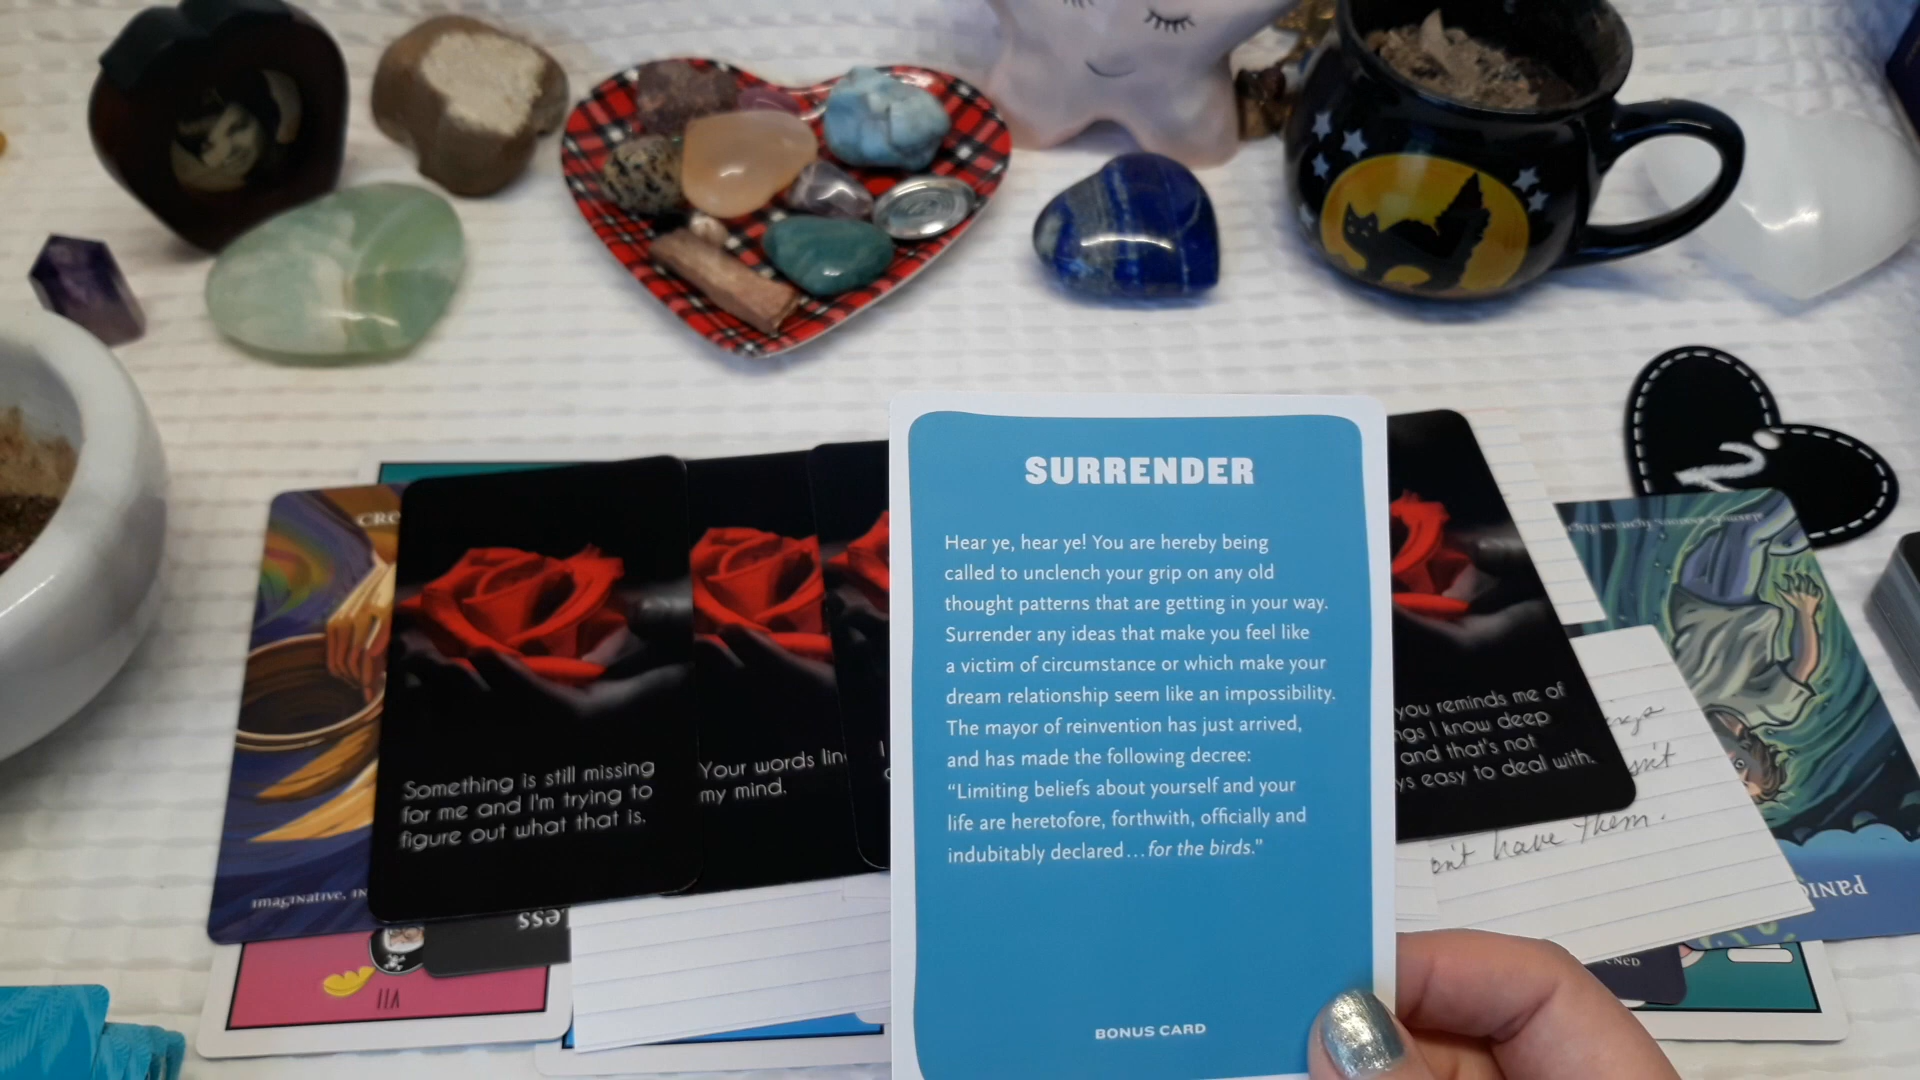 SURRENDER
Hear ye, hear ye! You are hereby being
called to unclench your grip on any old
thought patterns that are getting in your way.
Surrender any ideas that make you feel like
a victim of circumstance or which make your
dream relationship seem like an impossibility.
The mayor of reinvention has just arrived,
and has made the following decree:
“Limiting beliefs about yourself and your
life are heretofore, forthwith, officially and
indubitably declared...for the birds.”
BONUS CARD
Something is still missing
for me and I'm trying to
figure out what that is.
Your words
my mind.
I
you reminds me of
I know deep
and that's not
easy to deal with.
have them.
Imaginative,
VII
2.